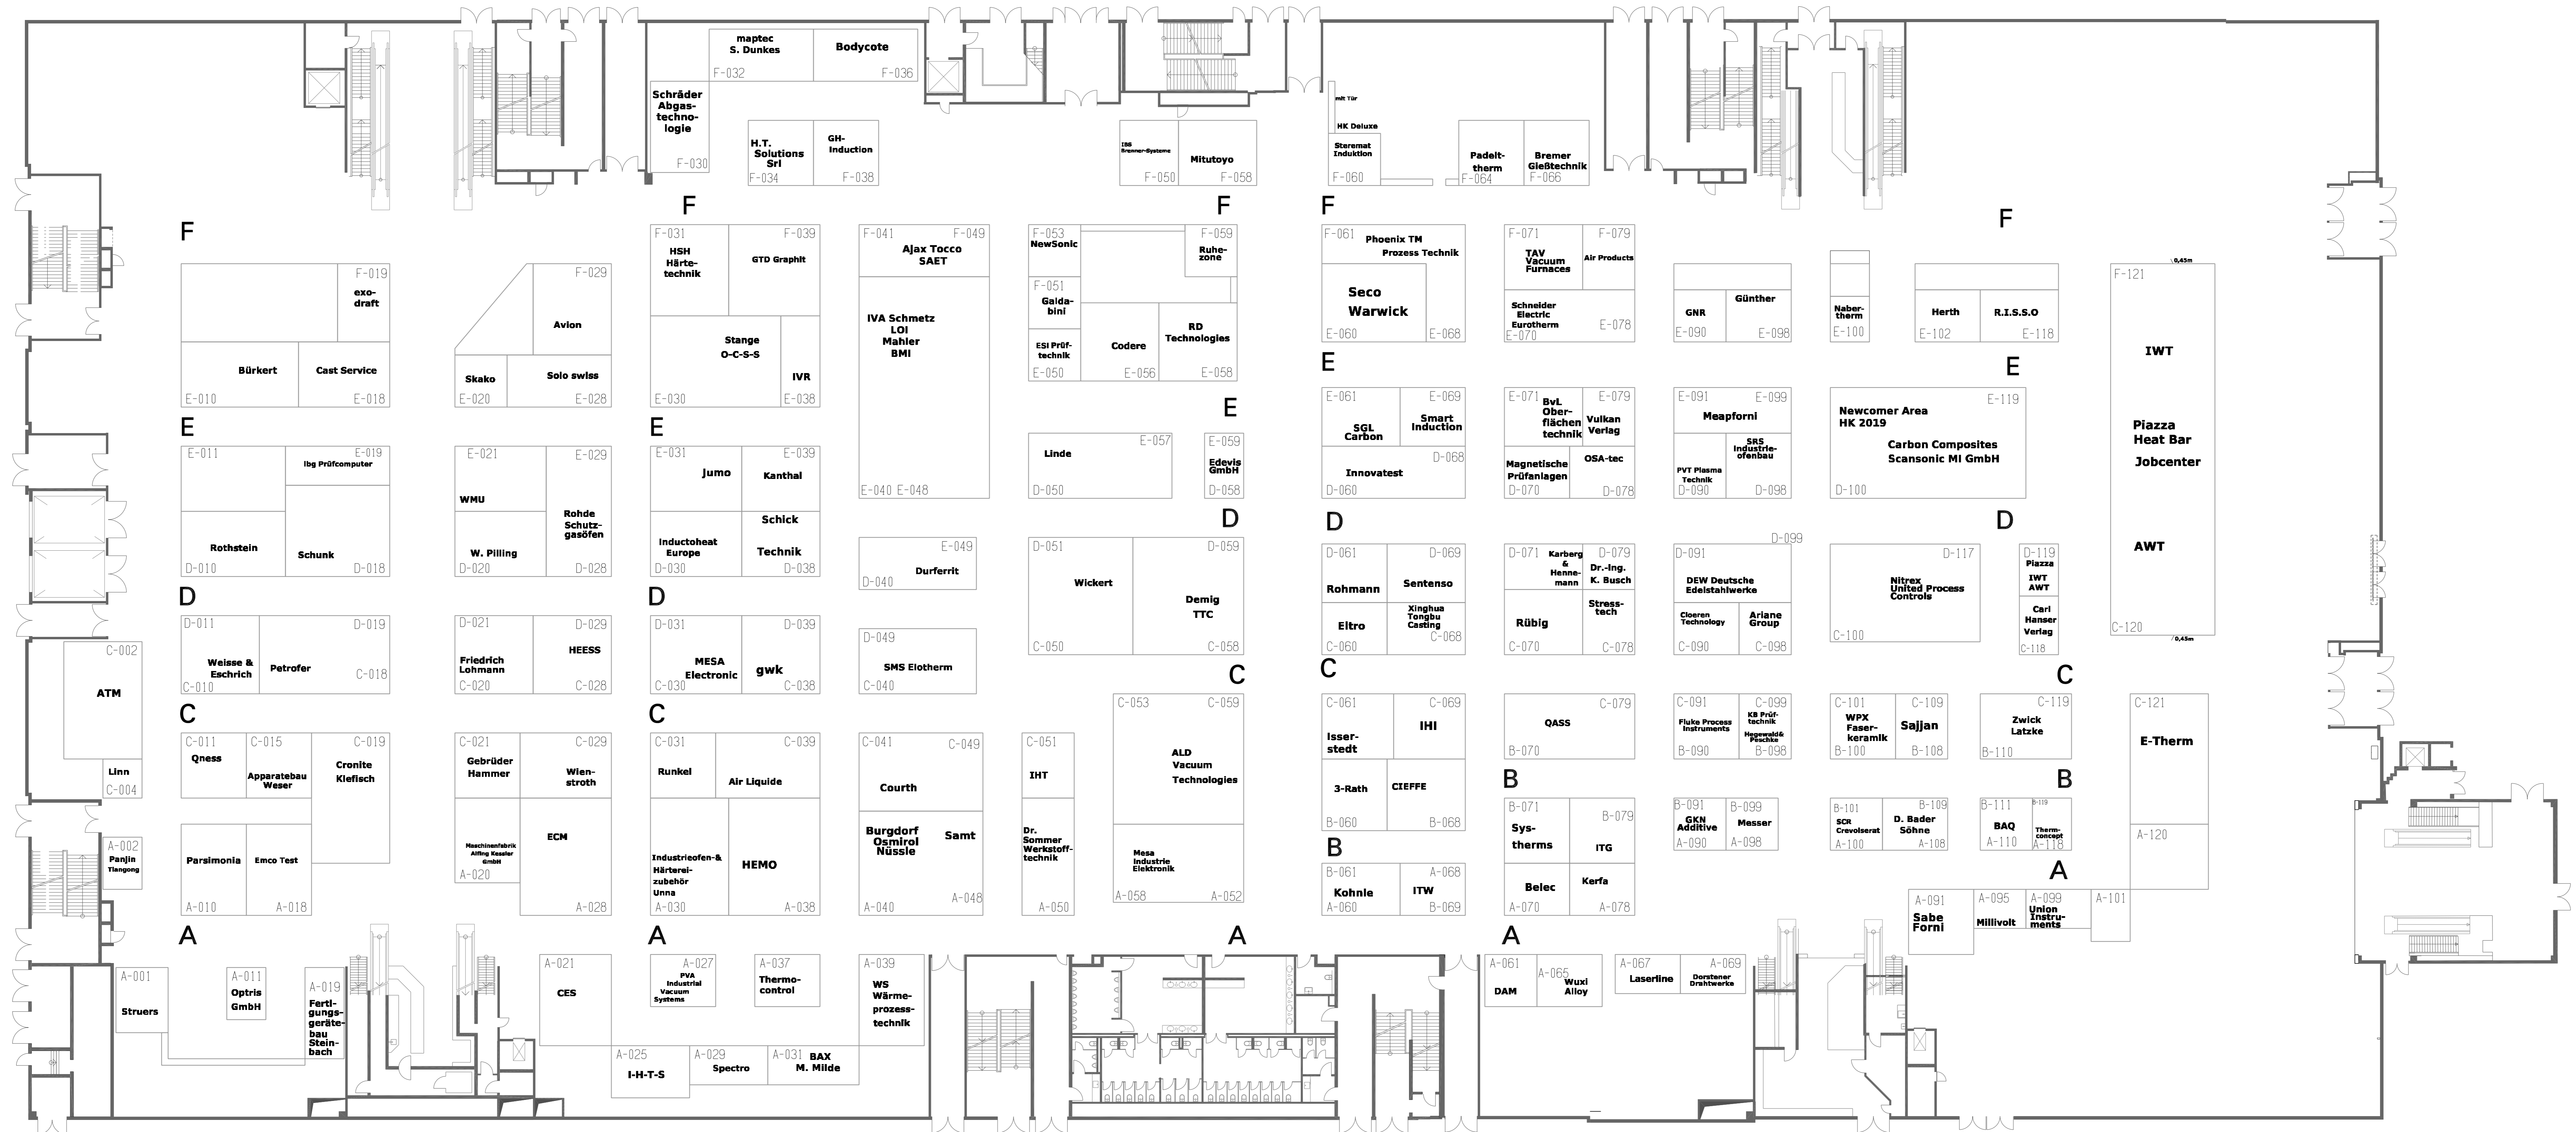 maptec
S. Dunkes
F-032
Bodycote
F-036
Schräder
Abgas-
techno-
logie
F-030
H.T.
Solutions
Srl
F-034
GH-
Induction
F-038
IBG
Brenner-Systeme
F-050
Mitutoyo
F-058
mit Tür
HK Deluxe
Steremat
Induktion
F-060
Padelt-
therm
F-064
Bremer
Gießtechnik
F-066
F
F
F
F
F
F-019
exo-
draft
Bürkert
E-010
Cast Service
E-018
F-029
Avion
Skako
E-020
Solo swiss
E-028
F-031
HSH
Härte-
technik
F-039
GTD Graphit
Stange
O-C-S-S
E-030
IVR
E-038
F-041
F-049
Ajax Tocco
SAET
IVA Schmetz
LOI
Mahler
BMI
E-040 E-048
F-053
NewSonic
F-051
Galda-
bini
ESI Prüf-
technik
E-050
F-059
Ruhe-
zone
Codere
E-056
RD
Technologies
E-058
F-061
Phoenix TM
Prozess Technik
Seco
Warwick
E-060
E-068
F-071
TAV
Vacuum
Furnaces
F-079
Air Products
Schneider
Electric
Eurotherm
E-070
E-078
GNR
E-090
Günther
E-098
Naber-
therm
E-100
Herth
E-102
R.I.S.S.O
E-118
0,45m
F-121
IWT
Piazza
Heat Bar
Jobcenter
AWT
C-120
0,45m
E
E
E
E
E
E-011
E-019
ibg Prüfcomputer
Rothstein
D-010
Schunk
D-018
E-021
WMU
E-029
Rohde
Schutz-
gasöfen
W. Pilling
D-020
D-028
E-031
Jumo
E-039
Kanthal
Inductoheat
Europe
D-030
Schick
Technik
D-038
E-057
Linde
D-050
E-059
Edevis
GmbH
D-058
E-061
SGL
Carbon
E-069
Smart
Induction
D-068
Innovatest
D-060
E-071
BvL
Ober-
flächen
technik
E-079
Vulkan
Verlag
Magnetische
Prüfanlagen
D-070
OSA-tec
D-078
E-091
E-099
Meapforni
PVT Plasma
Technik
D-090
SRS
Industrie-
ofenbau
D-098
E-119
Newcomer Area
HK 2019
Carbon Composites
Scansonic MI GmbH
D-100
D
D
D
D
D
E-049
Durferrit
D-040
D-051
Wickert
C-050
D-059
Demig
TTC
C-058
D-061
Rohmann
D-069
Sentenso
Eltro
C-060
Xinghua
Tongbu
Casting
C-068
D-071
Karberg
&
Henne-
mann
D-079
Dr.-Ing.
K. Busch
Rübig
C-070
Stress-
tech
C-078
D-099
D-091
DEW Deutsche
Edelstahlwerke
Cloeren
Technology
C-090
Ariane
Group
C-098
D-117
Nitrex
United Process
Controls
C-100
D-119
Piazza
IWT
AWT
Carl
Hanser
Verlag
C-118
D-011
Weisse &
Eschrich
C-010
D-019
Petrofer
C-018
D-021
Friedrich
Lohmann
C-020
D-029
HEESS
C-028
D-031
MESA
Electronic
C-030
D-039
gwk
C-038
D-049
SMS Elotherm
C-040
C-002
ATM
Linn
C-004
C
C
C
C
C
C-011
Qness
C-015
Apparatebau
Weser
C-019
Cronite
Klefisch
Parsimonia
A-010
Emco Test
A-018
A-002
Panjin
Tiangong
C-021
Gebrüder
Hammer
C-029
Wien-
stroth
Maschinenfabrik
Alfing Kessler
GmbH
A-020
ECM
A-028
C-031
Runkel
C-039
Air Liquide
Industrieofen-&
Härterei-
zubehör
Unna
A-030
HEMO
A-038
C-041
C-049
Courth
Burgdorf
Osmirol
Nüssle
Samt
A-040
A-048
C-051
IHT
Dr.
Sommer
Werkstoff-
technik
A-050
C-053
C-059
ALD
Vacuum
Technologies
Mesa
Industrie
Elektronik
A-058
A-052
C-061
Isser-
stedt
C-069
IHI
3-Rath
B-060
CIEFFE
B-068
C-079
QASS
B-070
C-091
Fluke Process
Instruments
B-090
C-099
KB Prüf-
technik
Hegewald&
Peschke
B-098
C-101
WPX
Faser-
keramik
B-100
C-109
Sajjan
B-108
C-119
Zwick
Latzke
B-110
C-121
E-Therm
A-120
B
B
B
B-061
Kohnle
A-060
A-068
ITW
B-069
B-071
Sys-
therms
B-079
ITG
Belec
A-070
Kerfa
A-078
B-091
GKN
Additive
A-090
B-099
Messer
A-098
B-101
SCR
Crevolserat
A-100
B-109
D. Bader
Söhne
A-108
B-111
BAQ
A-110
B-119
Therm-
concept
A-118
A
A
A
A
A
A-091
Sabe
Forni
A-095
Millivolt
A-099
Union
Instru-
ments
A-101
A-001
Struers
A-011
Optris
GmbH
A-019
Ferti-
gungs-
geräte-
bau
Stein-
bach
A-021
CES
A-027
PVA
Industrial
Vacuum
Systems
A-037
Thermo-
control
A-039
WS
Wärme-
prozess-
technik
A-025
I-H-T-S
A-029
Spectro
A-031
BAX
M. Milde
A-061
DAM
A-065
Wuxi
Alloy
A-067
Laserline
A-069
Dorstener
Drahtwerke